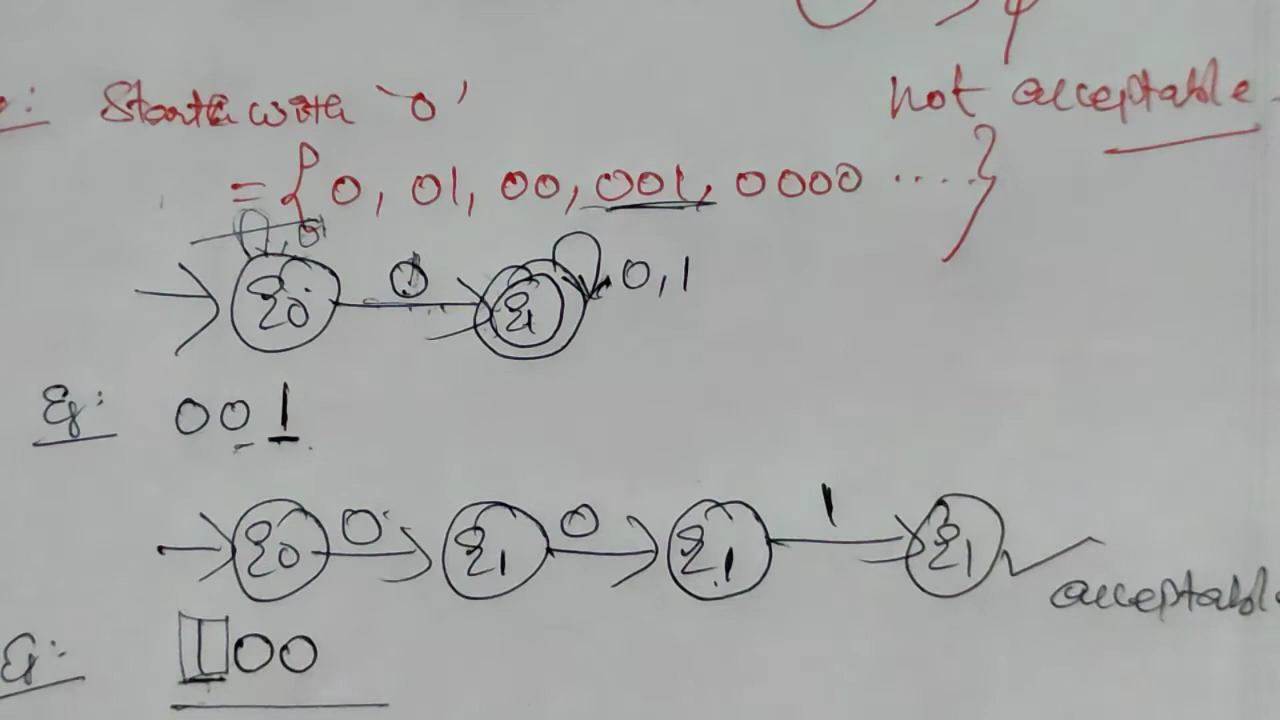 not acceptable
Starts with '0'
= { 0, 01, 00, 001, 0000 .... }
q0 0 q1 0,1
Eg: 001
q0 0 q1 0 q1 1 q1
acceptabl
Eg: 100